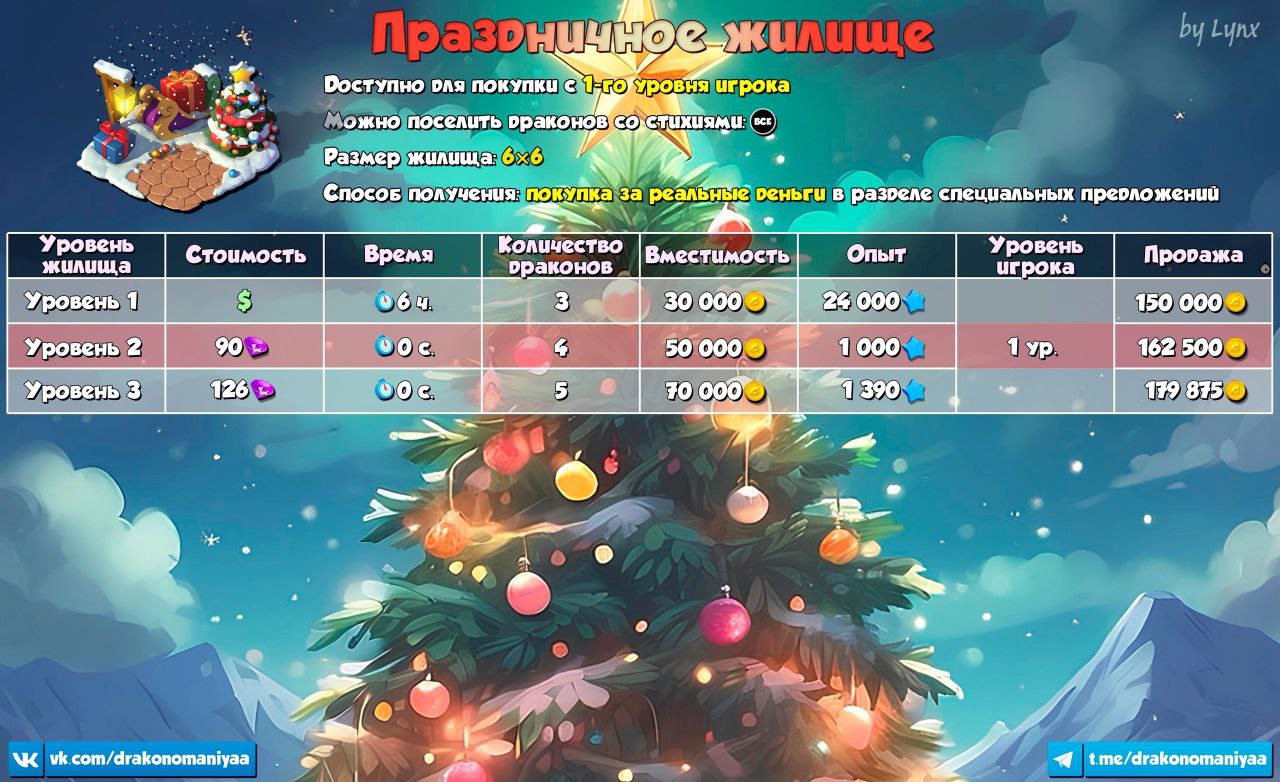 Праздничное жилище
by Lynx
Доступно для покупки с 1-го уровня игрока
Можно поселить драконов со стихиями: ВСЕ
Размер жилища: 6×6
Способ получения: покупка за реальные деньги в разделе специальных предложений
Уровень жилища Стоимость Время Количество драконов Вместимость Опыт Уровень игрока Продажа
Уровень 1 $ 6 ч. 3 30 000 24 000 150 000
Уровень 2 90 0 с. 4 50 000 1 000 1 ур. 162 500
Уровень 3 126 0 с. 5 70 000 1 390 179 875
vk.com/drakonomaniyaa
t.me/drakonomaniyaa